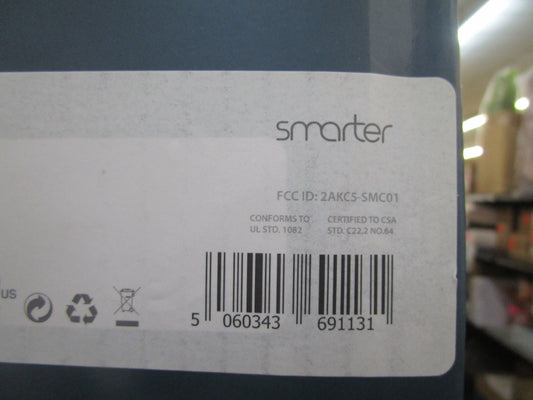 smarter
FCC ID: 2AKC5-SMC01
CONFORMS TO CERTIFIED TO CSA
UL STD. 1082 STD. C22.2 NO.64
US
5 060343 691131